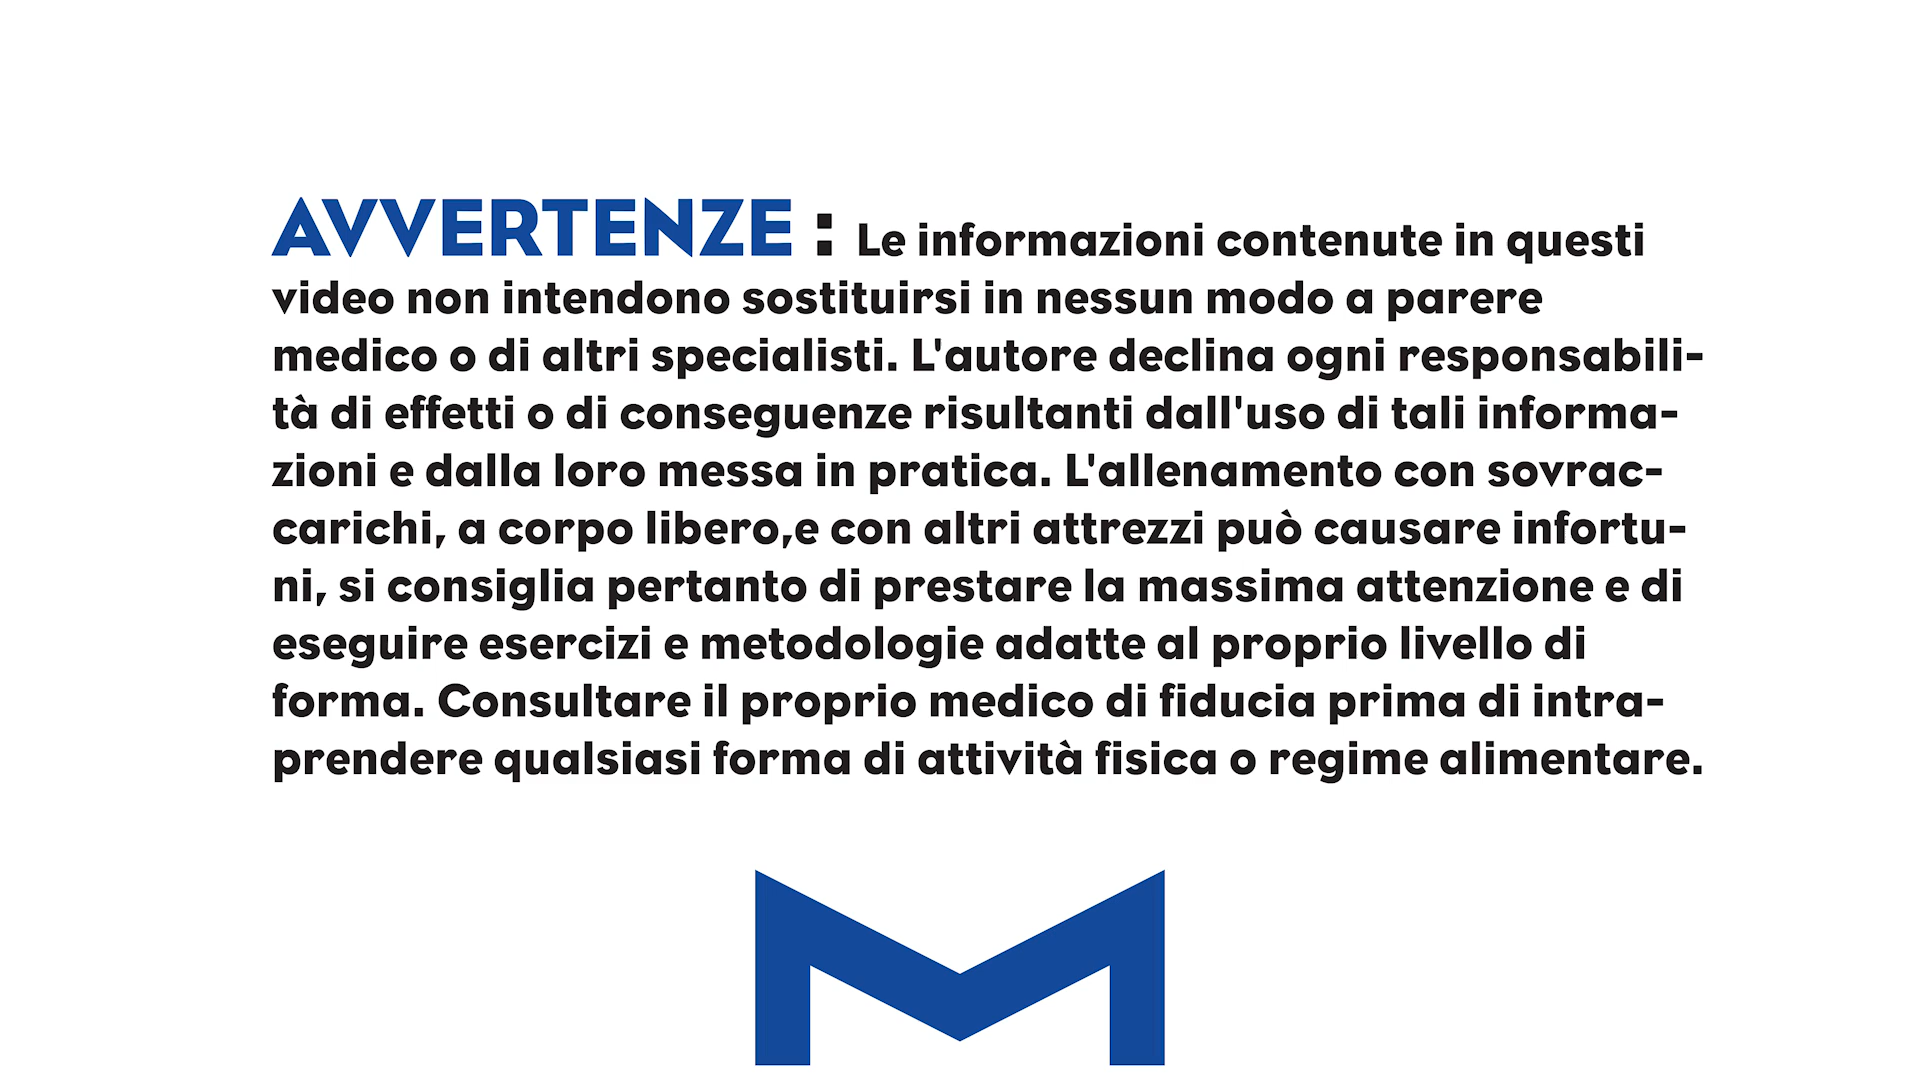 AVVERTENZE : Le informazioni contenute in questi
video non intendono sostituirsi in nessun modo a parere
medico o di altri specialisti. L'autore declina ogni responsabili-
tà di effetti o di conseguenze risultanti dall'uso di tali informa-
zioni e dalla loro messa in pratica. L'allenamento con sovrac-
carichi, a corpo libero,e con altri attrezzi può causare infortu-
ni, si consiglia pertanto di prestare la massima attenzione e di
eseguire esercizi e metodologie adatte al proprio livello di
forma. Consultare il proprio medico di fiducia prima di intra-
prendere qualsiasi forma di attività fisica o regime alimentare.
M